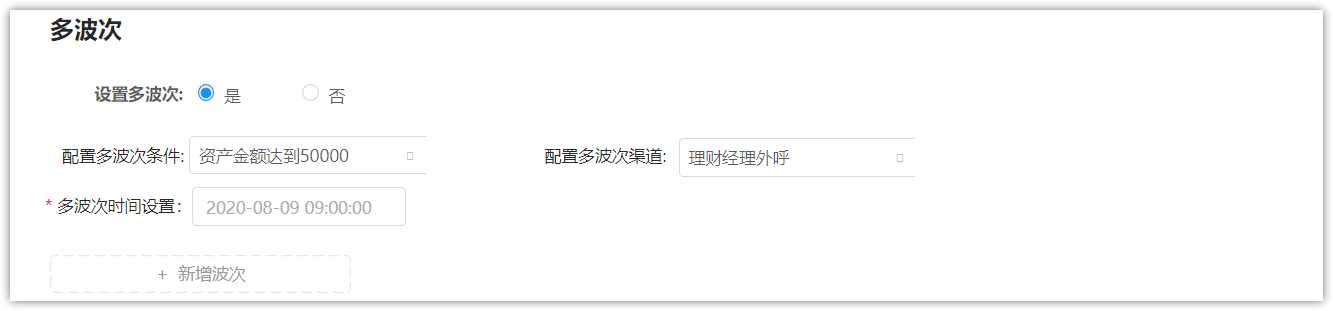 多波次
设置多波次: 是 否
配置多波次条件: 资产金额达到50000 配置多波次渠道: 理财经理外呼
* 多波次时间设置: 2020-08-09 09:00:00
+ 新增波次